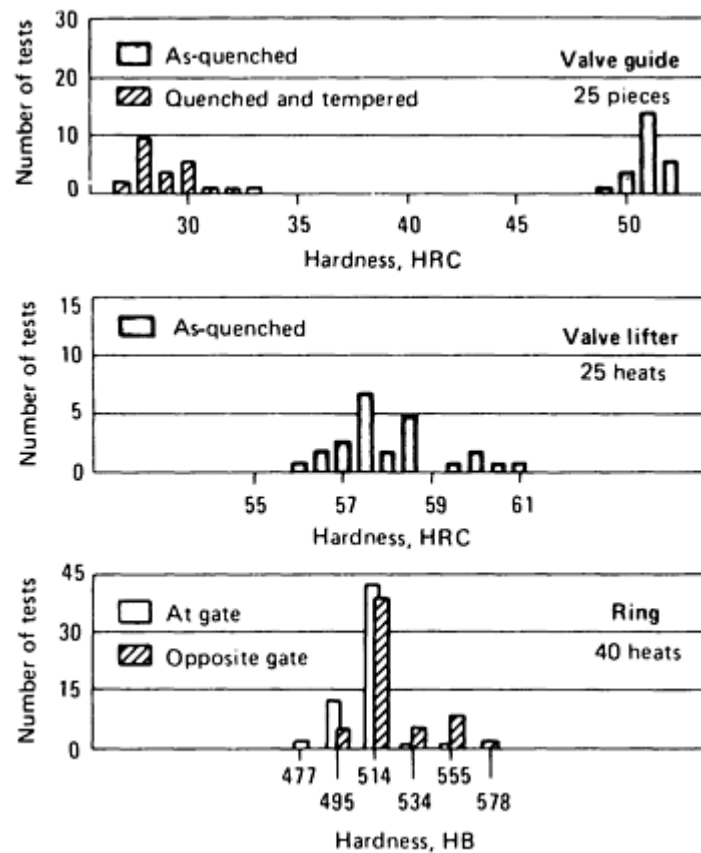 30
As-quenched
Valve guide
20
Quenched and tempered
25 pieces
10
0
Number of tests
30
35
40
45
50
Hardness, HRC
15
As-quenched
Valve lifter
25 heats
10
5
0
Number of tests
55
57
59
61
Hardness, HRC
45
At gate
Ring
30
Opposite gate
40 heats
15
0
Number of tests
477
514
555
495
534
578
Hardness, HB